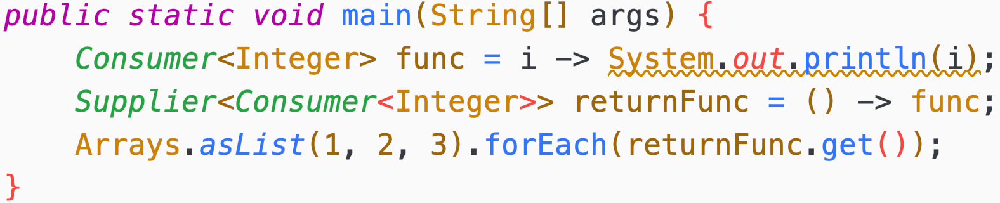 public static void main(String[] args) {
    Consumer<Integer> func = i -> System.out.println(i);
    Supplier<Consumer<Integer>> returnFunc = () -> func;
    Arrays.asList(1, 2, 3).forEach(returnFunc.get());
}